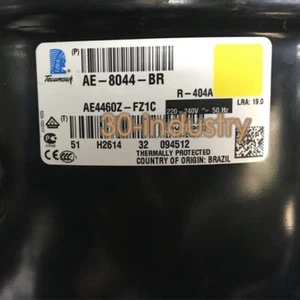 (P)
Tecumseh
AE-8044-BR
R-404A
AE4460Z-FZ1C
220-240V ~ 50 Hz
LRA: 19.0
30-Industry
(T)
(T)
(S)
51 H2614 32 094512
THERMALLY PROTECTED
COUNTRY OF ORIGIN: BRAZIL